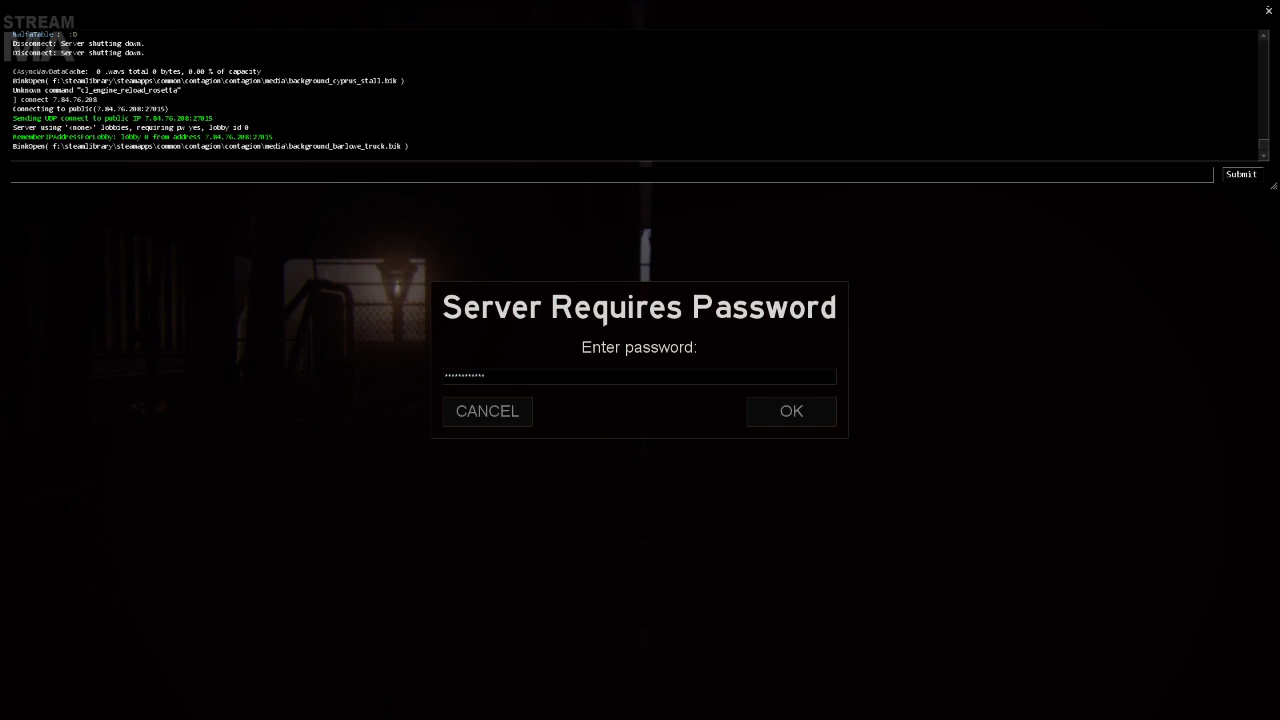 STREAM
MA
halfaTable : :D
Disconnect: Server shutting down.
Disconnect: Server shutting down.
CAsyncWavDataCache: 0 .wavs total 0 bytes, 0.00 % of capacity
BinkOpen( f:\steamlibrary\steamapps\common\contagion\contagion\media\background_cyprus_stall.bik )
Unknown command "cl_engine_reload_rosetta"
] connect 7.84.76.208
Connecting to public(7.84.76.208:27015)
Sending UDP connect to public IP 7.84.76.208:27015
Server using '<none>' lobbies, requiring pw yes, lobby id 0
RememberIPAddressForLobby: lobby 0 from address 7.84.76.208:27015
BinkOpen( f:\steamlibrary\steamapps\common\contagion\contagion\media\background_barlowe_truck.bik )
Submit
Server Requires Password
Enter password:
************
CANCEL
OK